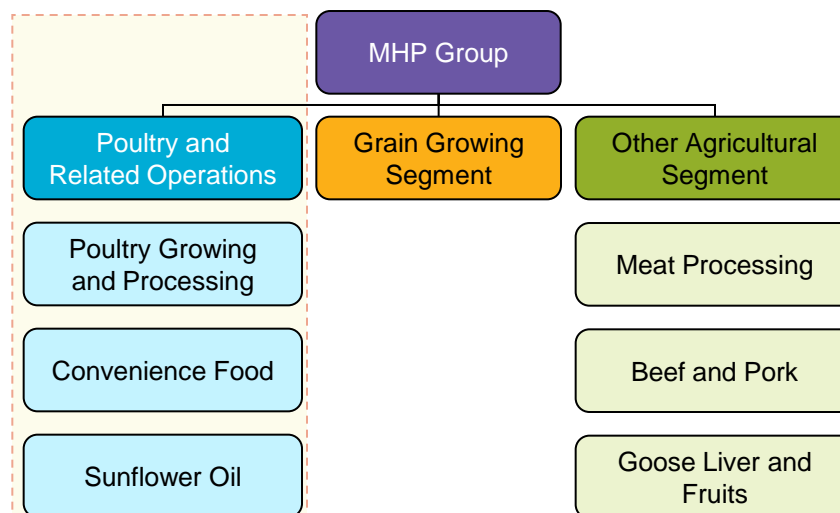 MHP Group
Poultry and
Related Operations
Grain Growing
Segment
Other Agricultural
Segment
Poultry Growing
and Processing
Meat Processing
Convenience Food
Beef and Pork
Sunflower Oil
Goose Liver and
Fruits